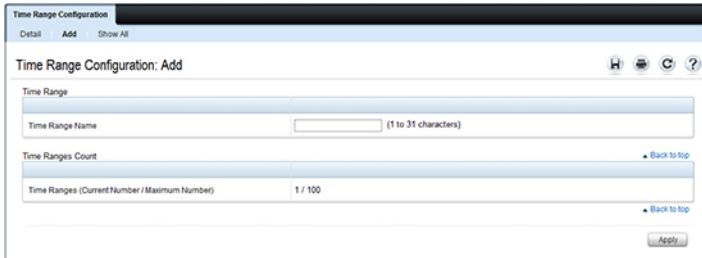 Time Range Configuration
Detail Add Show All
Time Range Configuration: Add
?
Time Range
Time Range Name (1 to 31 characters)
Time Ranges Count Back to top
Time Ranges (Current Number / Maximum Number) 1 / 100
Back to top
Apply